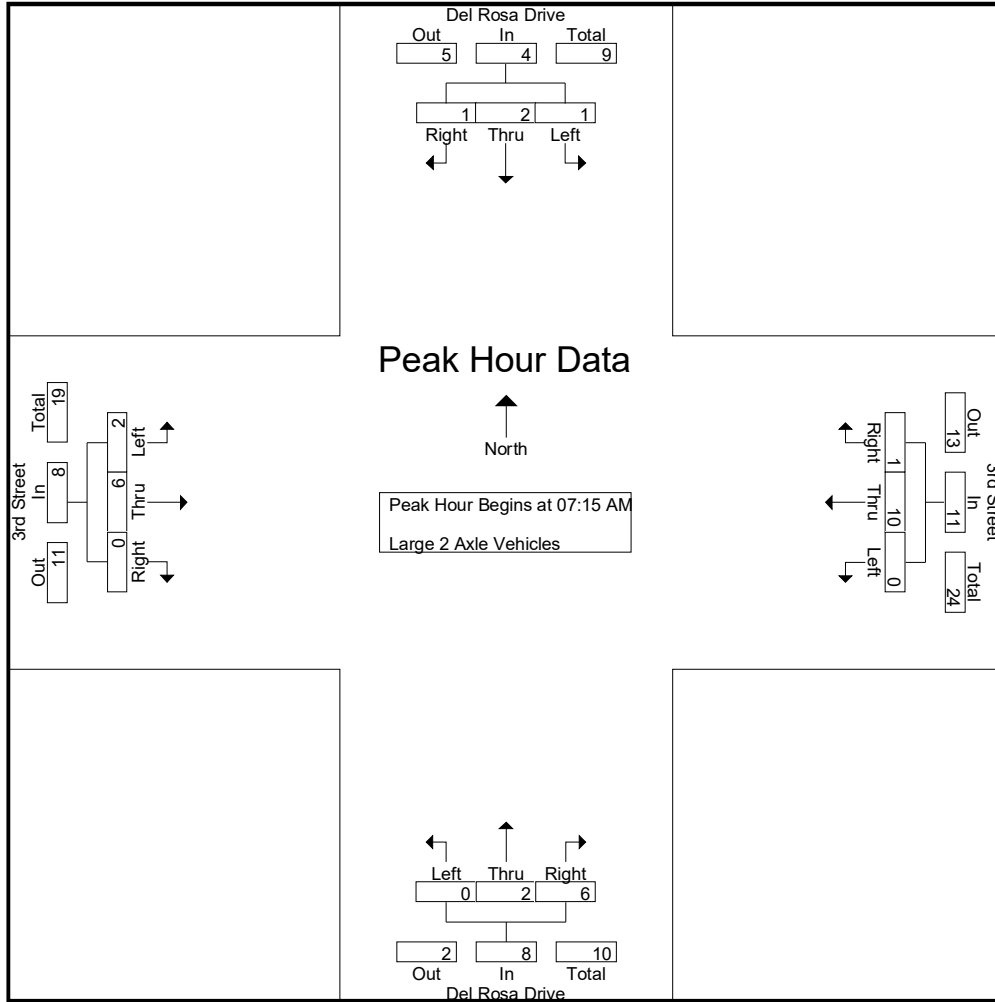 Del Rosa Drive
Out In Total
5 4 9
1 2 1
Right Thru Left
Peak Hour Data
North
Peak Hour Begins at 07:15 AM
Large 2 Axle Vehicles
3rd Street
Total In Out
19 8 11
2 6 0
Left Thru Right
Right Thru Left
1 10 0
Out In Total
13 11 24
3rd Street
Left Thru Right
0 2 6
2 8 10
Out In Total
Del Rosa Drive